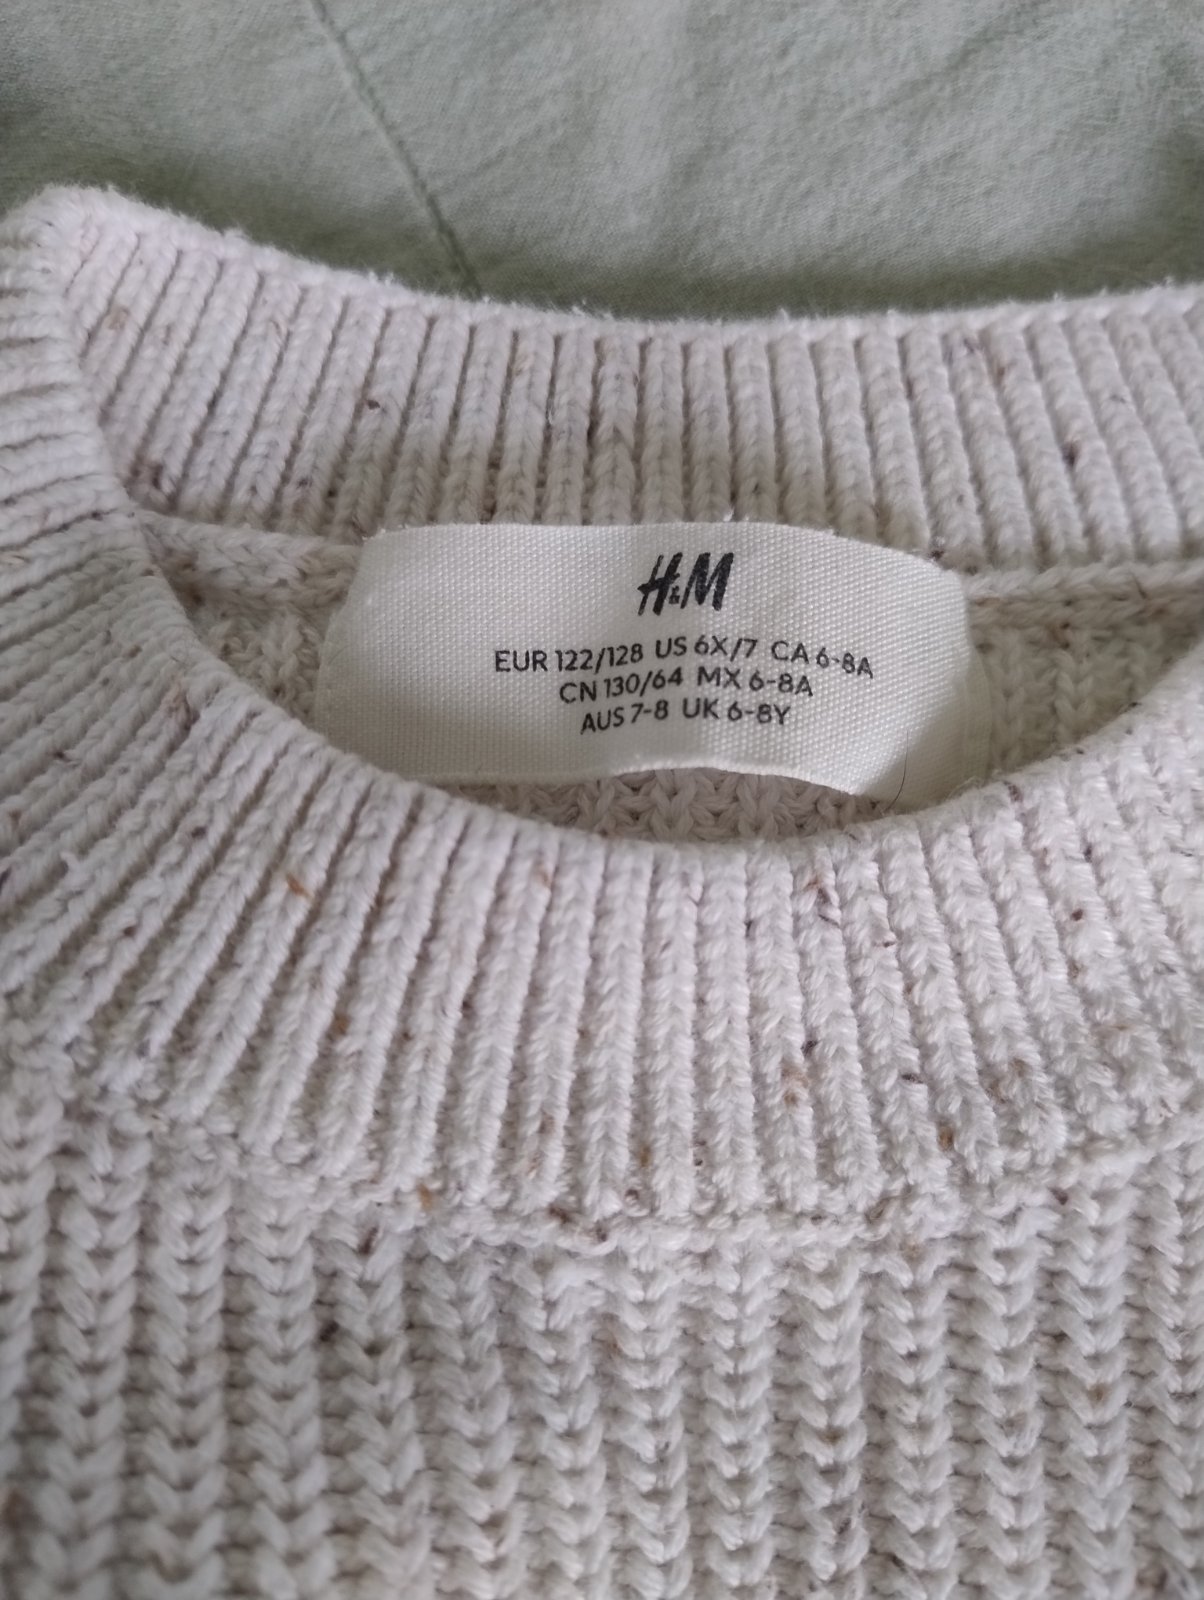 H&M
EUR 122/128 US 6X/7 CA 6-8A
CN 130/64 MX 6-8A
AUS 7-8 UK 6-8Y